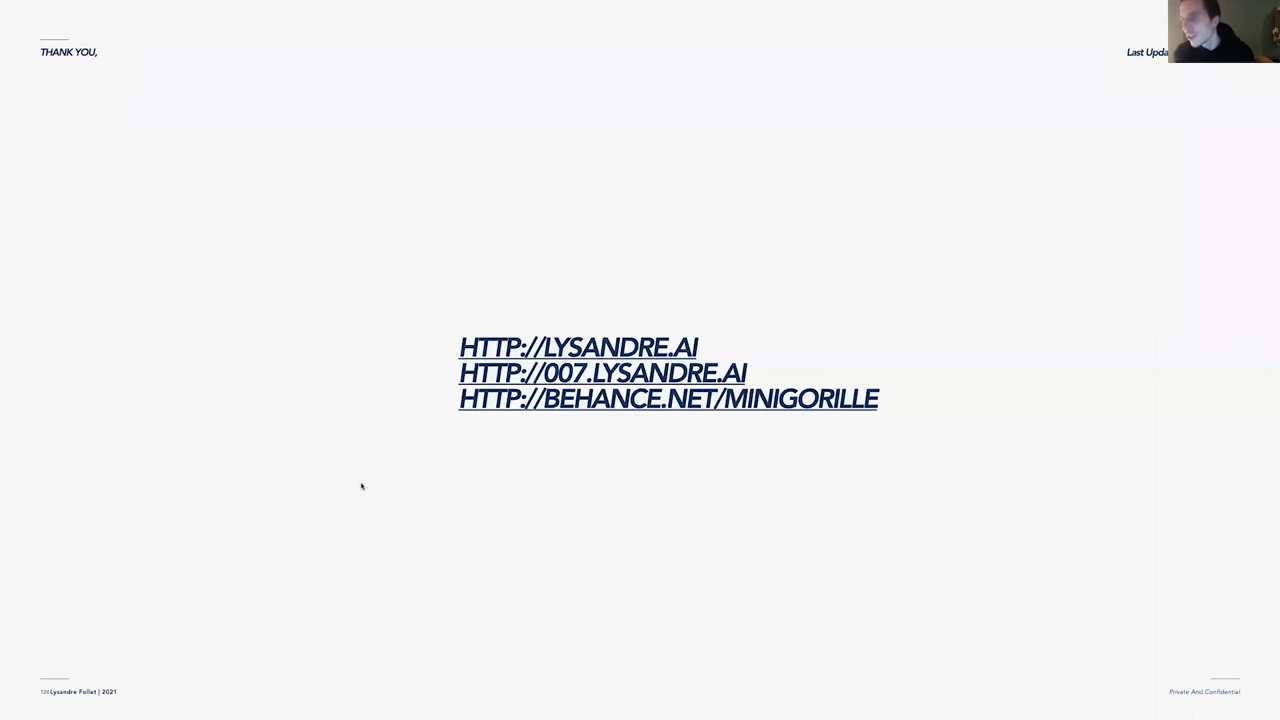 THANK YOU,
Last Upda
HTTP://LYSANDRE.AI
HTTP://007.LYSANDRE.AI
HTTP://BEHANCE.NET/MINIGORILLE
124 Lysandre Follet | 2021
Private And Confidential